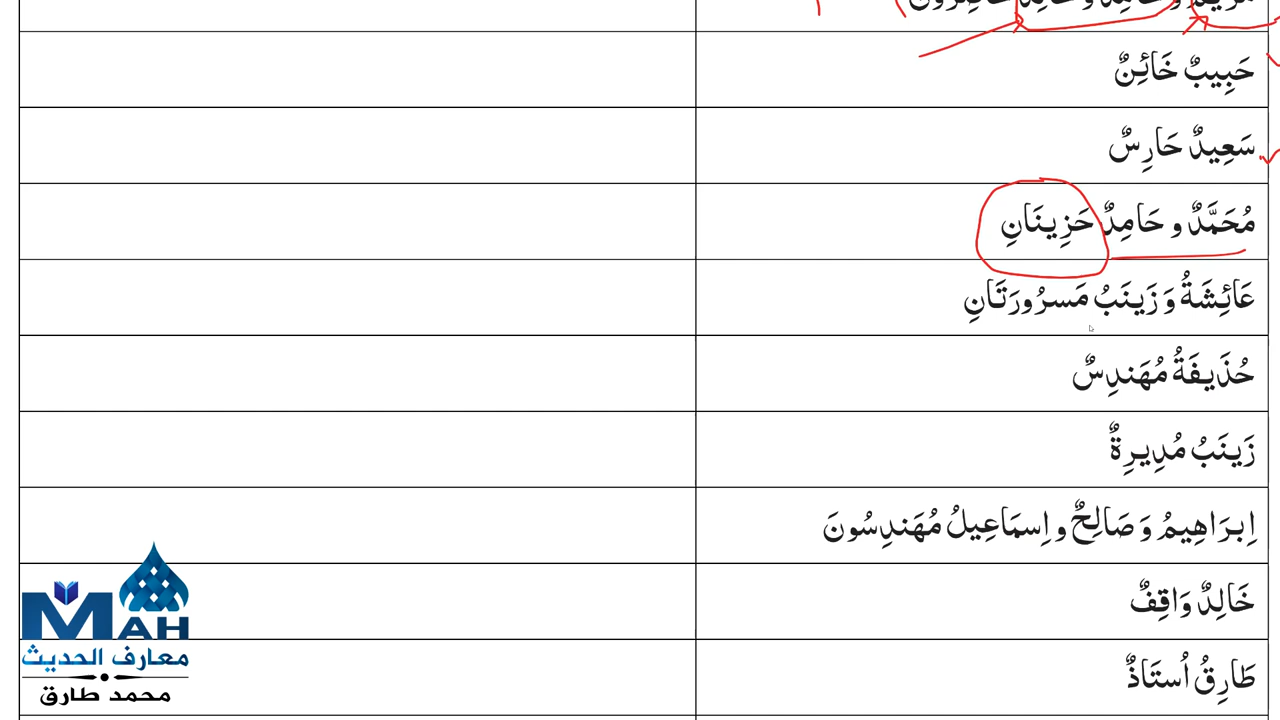 حَبِيبٌ خَائِنٌ
سَعِيدٌ حَارِسٌ
مُحَمَّدٌ و حَامِدٌ حَزِينَانِ
عَائِشَةُ وَ زَينَبُ مَسرُورَتَانِ
حُذَيفَةُ مُهَندِسٌ
زَينَبُ مُدِيرِةٌ
اِبرَاهِيمُ وَ صَالِحٌ و اِسمَاعِيلُ مُهَندِسُونَ
خَالِدٌ وَاقِفٌ
طَارِقُ اُستَاذٌ
MAH
معارف الحديث
محمد طارق